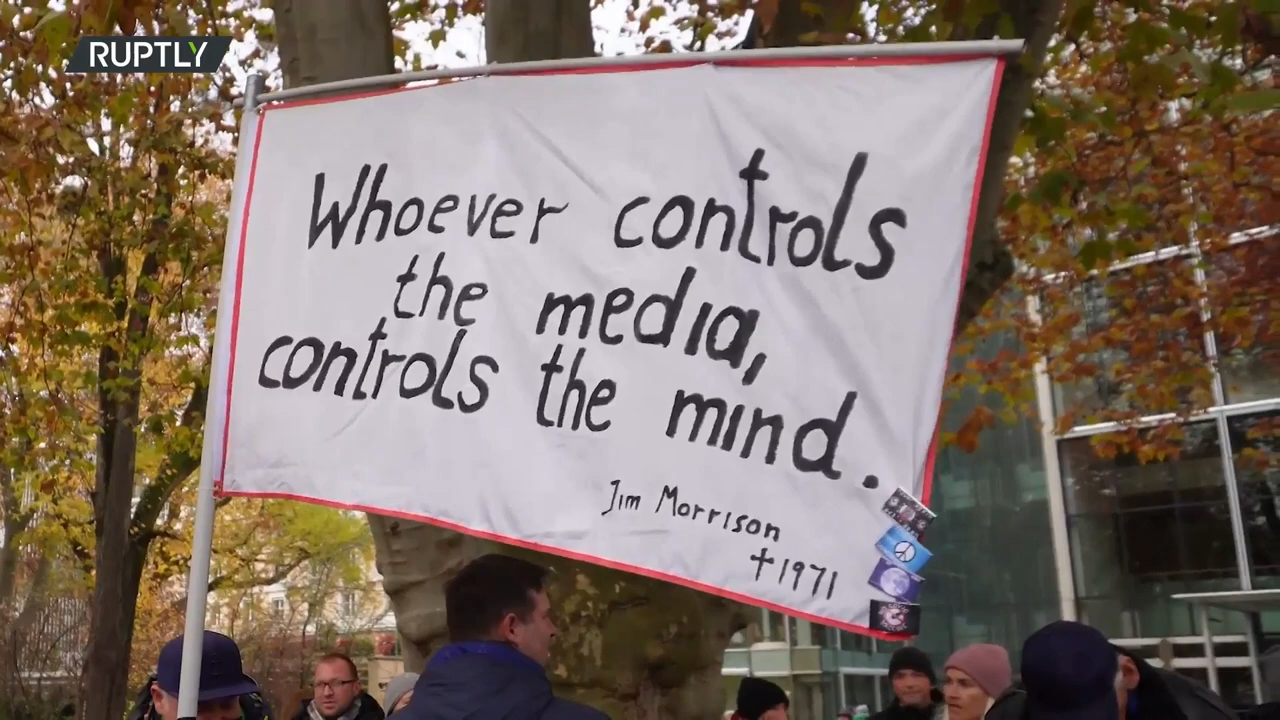 RUPTLY
Whoever controls
the media,
controls the mind.
Jim Morrison
†1971